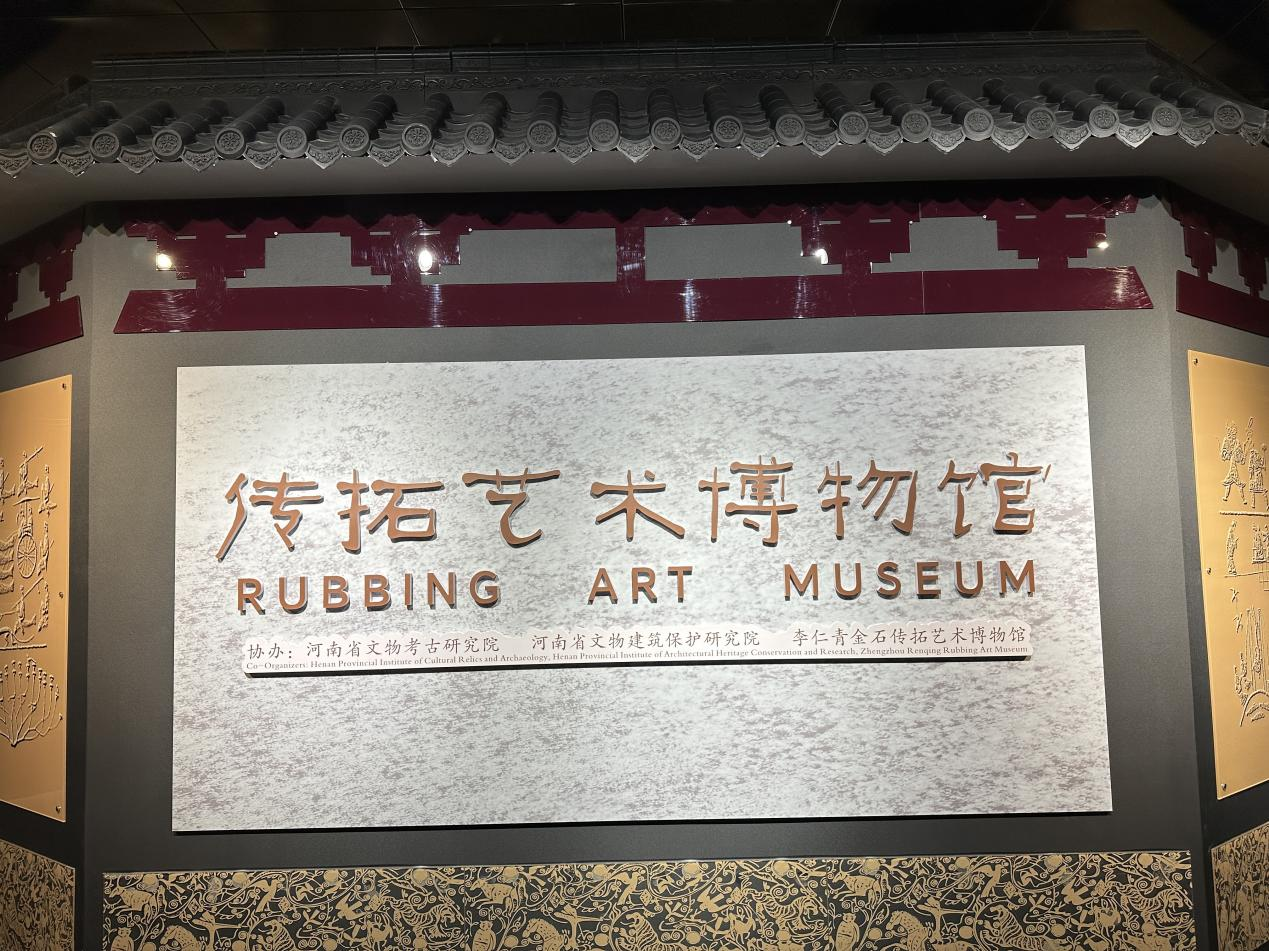 传拓艺术博物馆
RUBBING ART MUSEUM
协办：河南省文物考古研究院 河南省文物建筑保护研究院 李仁青金石传拓艺术博物馆
Co-Organizers: Henan Provincial Institute of Cultural Relics and Archaeology, Henan Provincial Institute of Architectural Heritage Conservation and Research, Zhengzhou Renqing Rubbing Art Museum